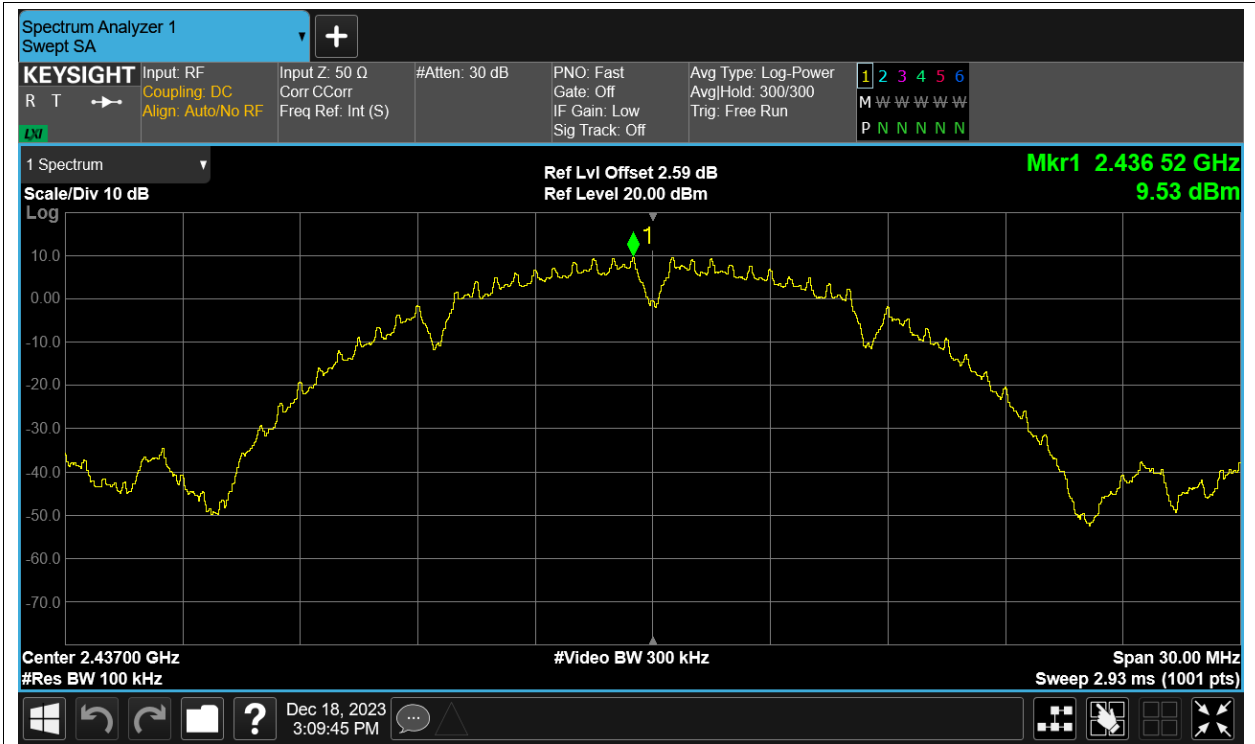 Spectrum Analyzer 1
Swept SA
KEYSIGHT
R T
LXI
Input: RF
Coupling: DC
Align: Auto/No RF
Input Z: 50 Ω
Corr CCorr
Freq Ref: Int (S)
#Atten: 30 dB
PNO: Fast
Gate: Off
IF Gain: Low
Sig Track: Off
Avg Type: Log-Power
Avg|Hold: 300/300
Trig: Free Run
1 2 3 4 5 6
M W W W W W
P N N N N N
1 Spectrum
Scale/Div 10 dB
Log
Ref Lvl Offset 2.59 dB
Ref Level 20.00 dBm
Mkr1 2.436 52 GHz
9.53 dBm
1
10.0
0.00
-10.0
-20.0
-30.0
-40.0
-50.0
-60.0
-70.0
Center 2.43700 GHz
#Res BW 100 kHz
#Video BW 300 kHz
Span 30.00 MHz
Sweep 2.93 ms (1001 pts)
?
Dec 18, 2023
3:09:45 PM